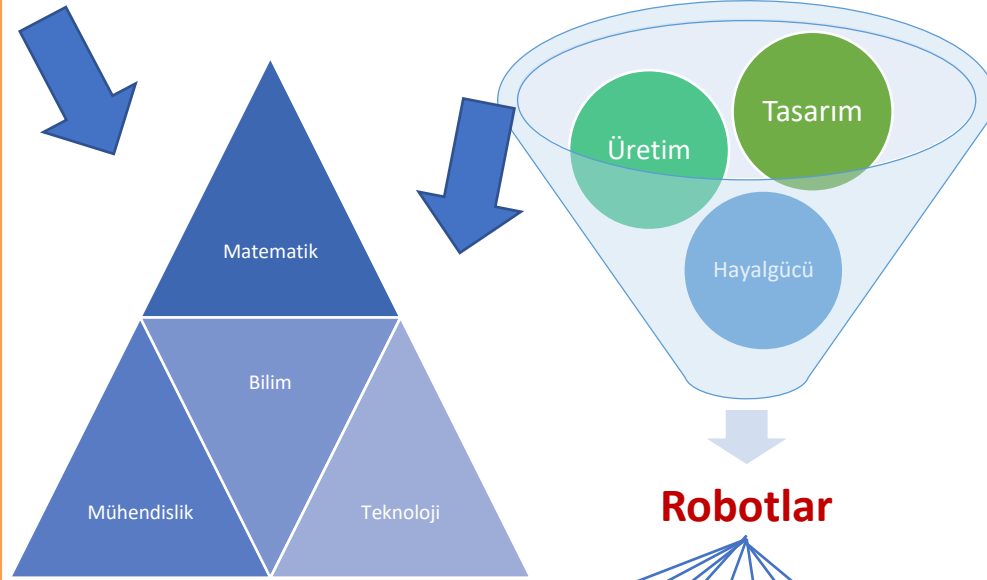 Matematik
Bilim
Mühendislik
Teknoloji
Tasarım
Üretim
Hayalgücü
Robotlar